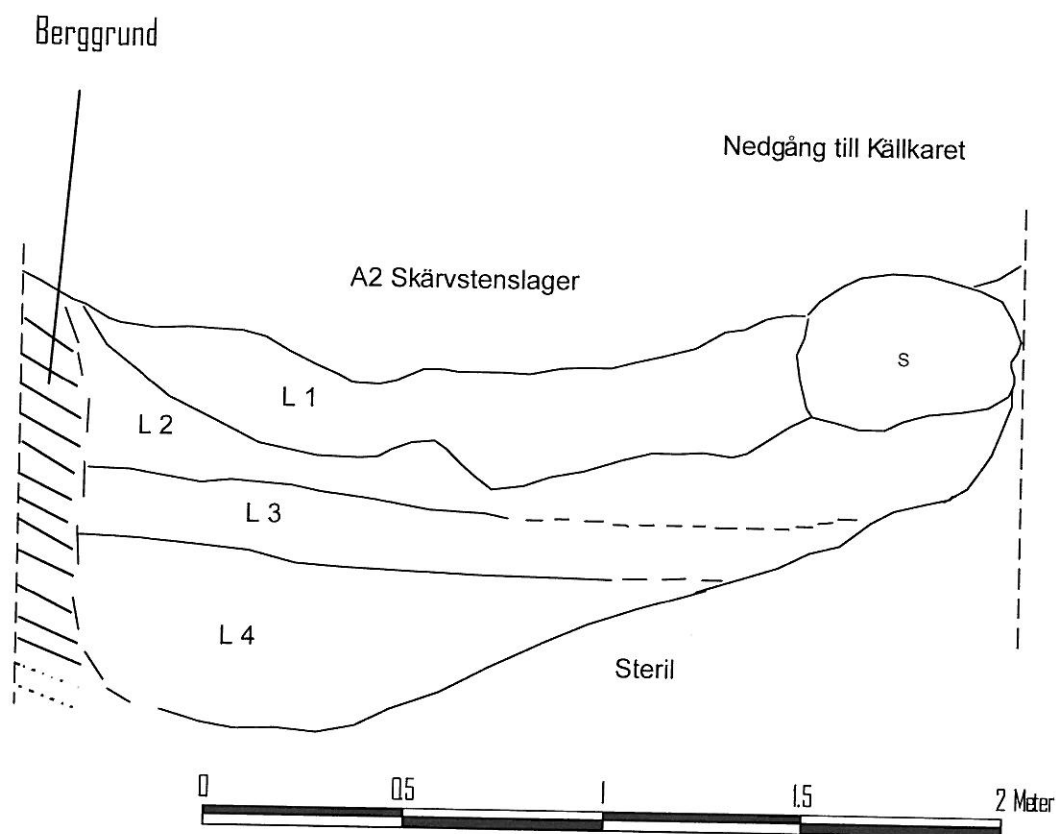 Berggrund
Nedgång till Källkaret
A2 Skärvstenslager
S
L 1
L 2
L 3
L 4
Steril
0 0.5 1 1.5 2 Meter